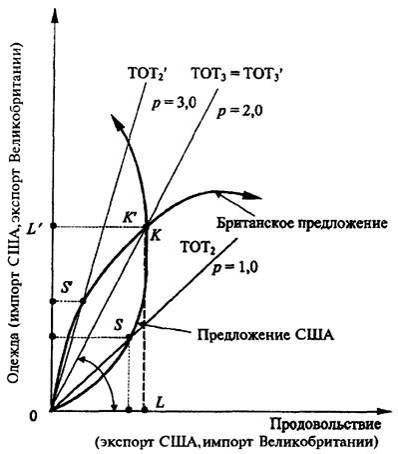 Одежда (импорт США, экспорт Великобритании)
TOT₂′
p = 3,0
TOT₃ = TOT₃′
p = 2,0
L′
K′
K
Британское предложение
TOT₂
p = 1,0
S′
S
Предложение США
0
L
Продовольствие
(экспорт США, импорт Великобритании)